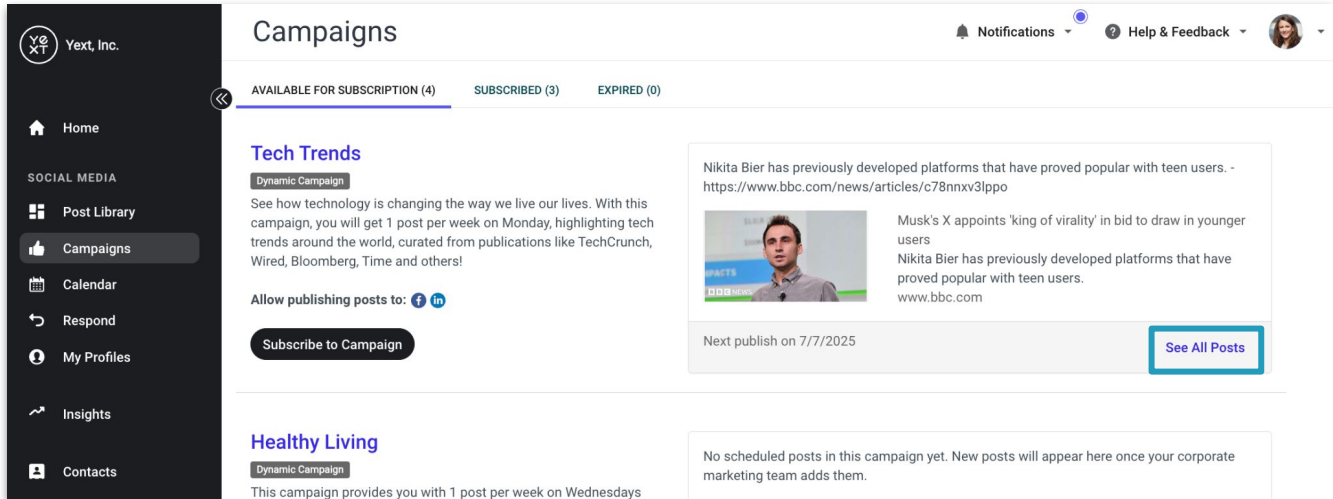 YEXT
Yext, Inc.
Campaigns
Notifications
Help & Feedback
AVAILABLE FOR SUBSCRIPTION (4)
SUBSCRIBED (3)
EXPIRED (0)
Home
SOCIAL MEDIA
Post Library
Campaigns
Calendar
Respond
My Profiles
Insights
Contacts
Tech Trends
Dynamic Campaign
See how technology is changing the way we live our lives. With this
campaign, you will get 1 post per week on Monday, highlighting tech
trends around the world, curated from publications like TechCrunch,
Wired, Bloomberg, Time and others!
Allow publishing posts to:
Subscribe to Campaign
Nikita Bier has previously developed platforms that have proved popular with teen users. -
https://www.bbc.com/news/articles/c78nnxv3lppo
BBC NEWS
Musk's X appoints 'king of virality' in bid to draw in younger
users
Nikita Bier has previously developed platforms that have
proved popular with teen users.
www.bbc.com
Next publish on 7/7/2025
See All Posts
Healthy Living
Dynamic Campaign
This campaign provides you with 1 post per week on Wednesdays
No scheduled posts in this campaign yet. New posts will appear here once your corporate
marketing team adds them.